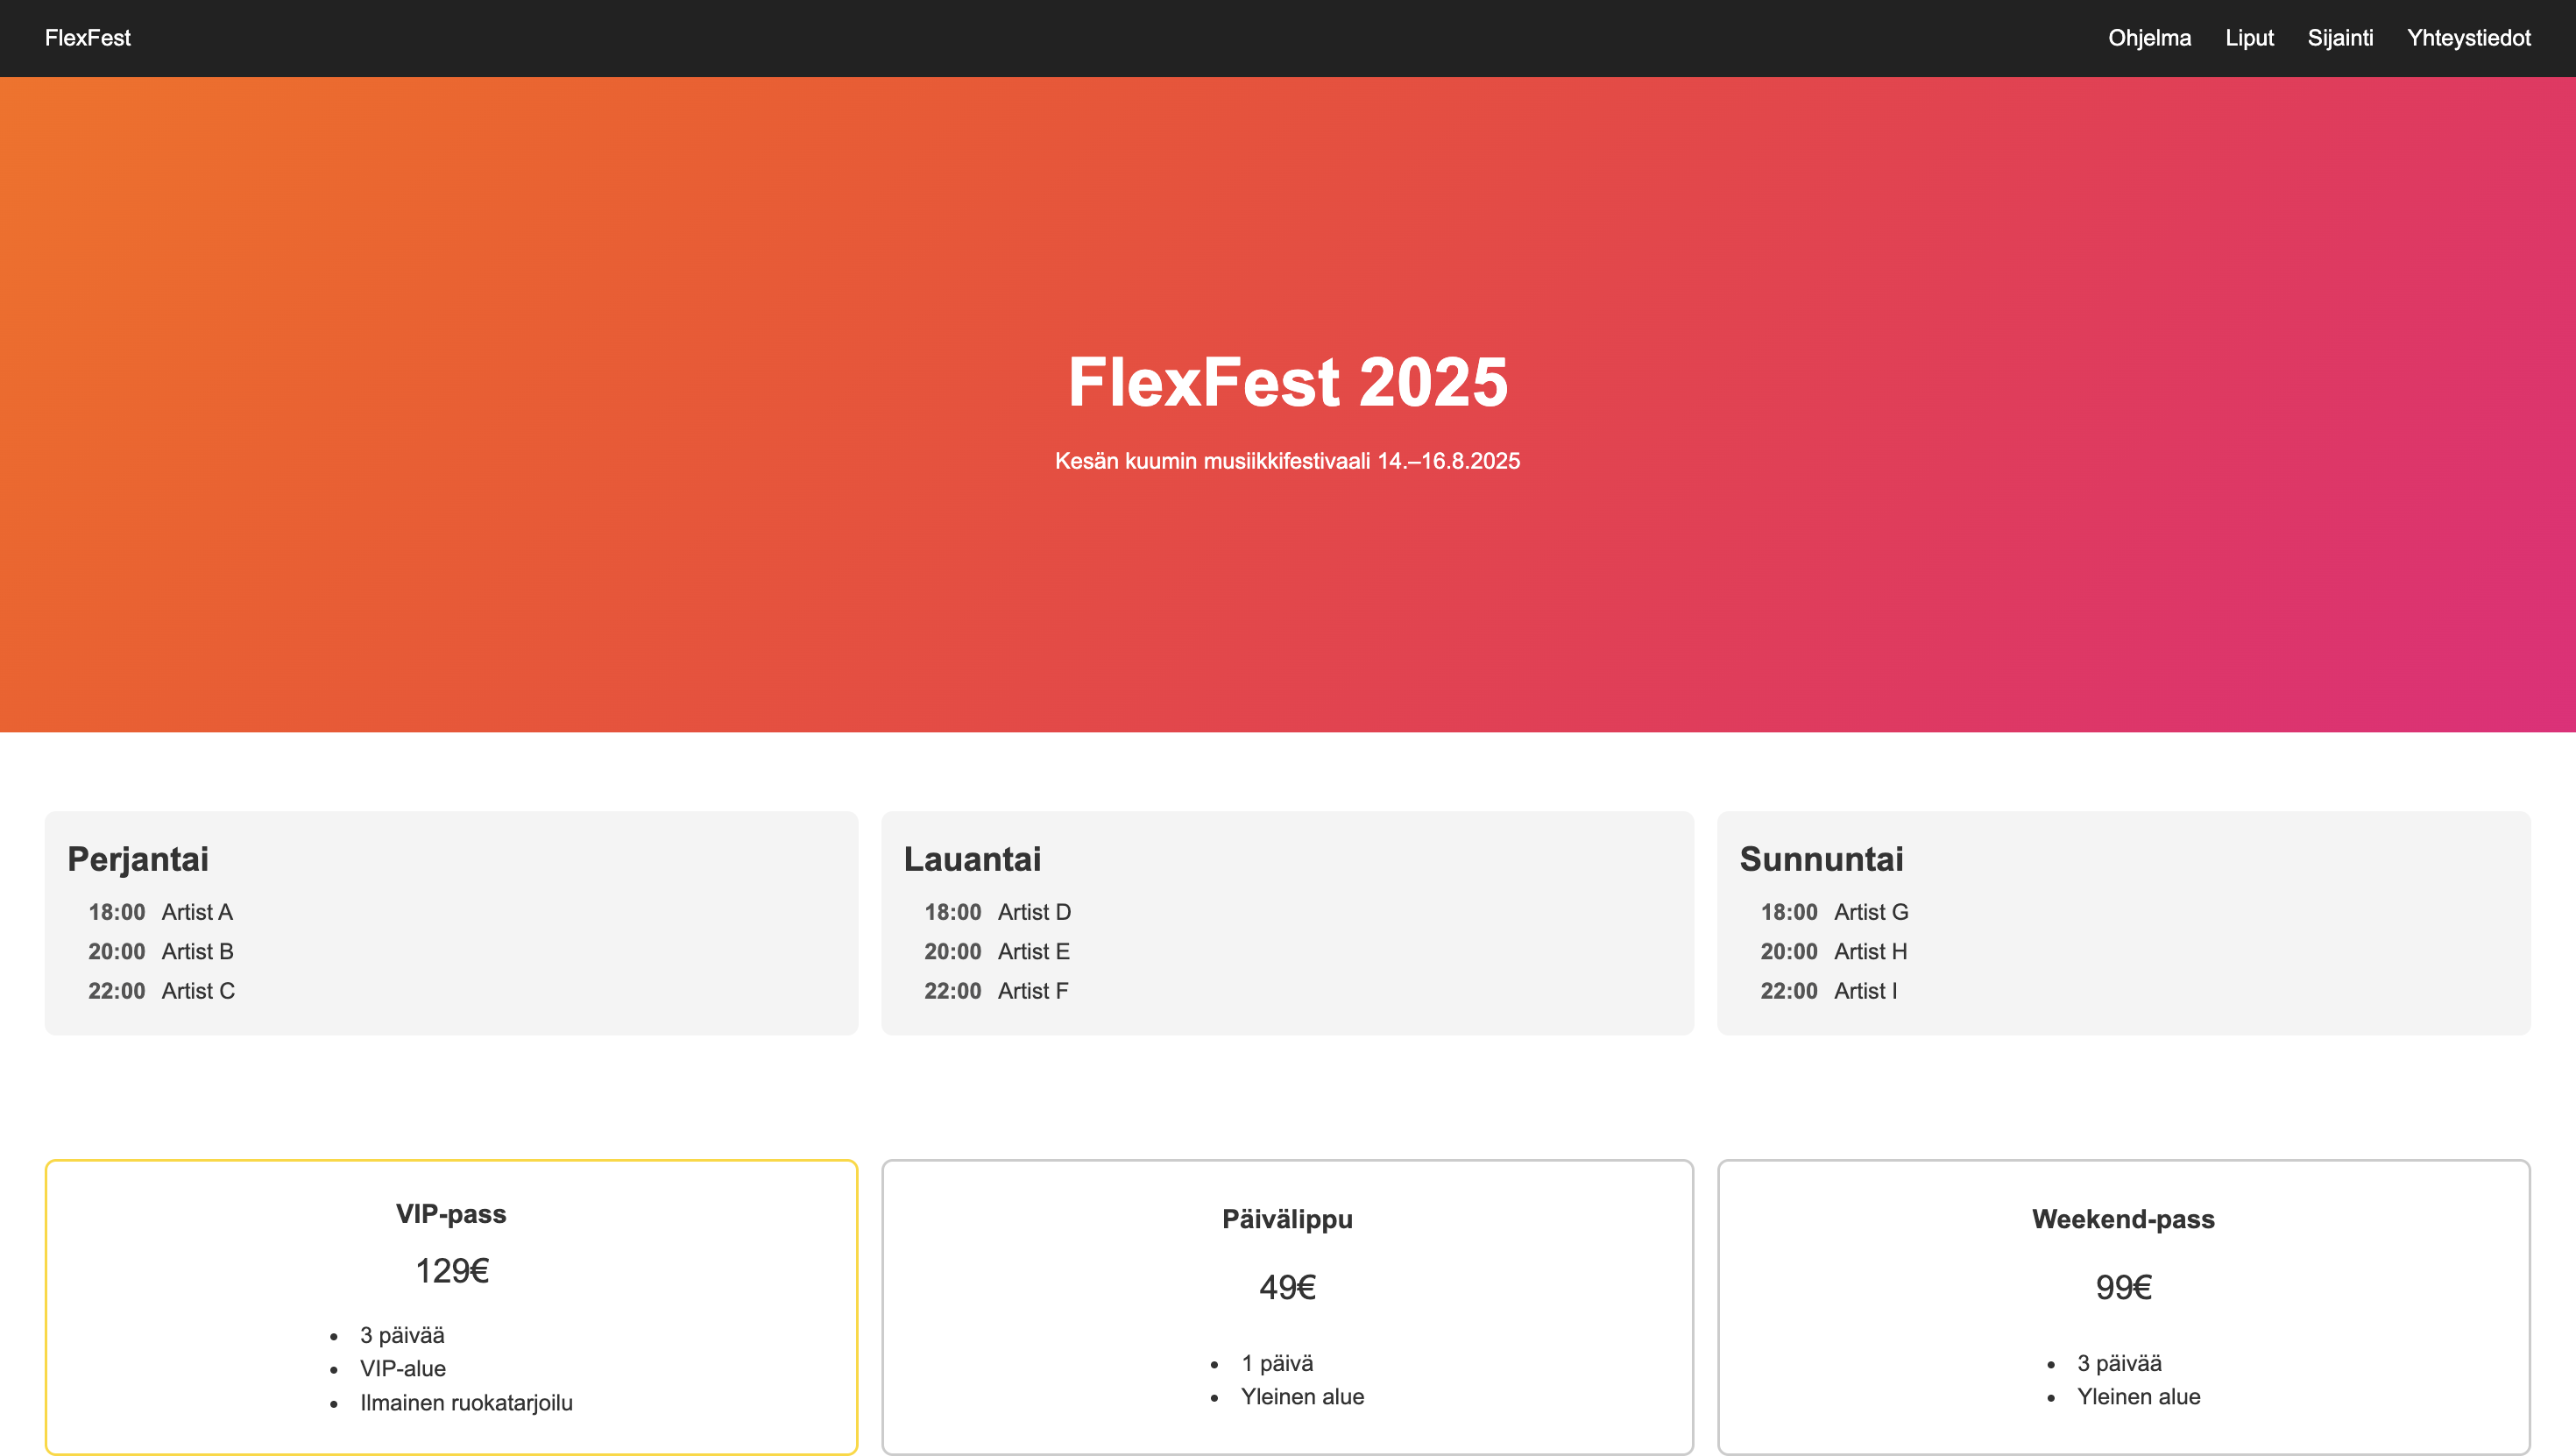 FlexFest
Ohjelma Liput Sijainti Yhteystiedot
FlexFest 2025
Kesän kuumin musiikkifestivaali 14.–16.8.2025
Perjantai
18:00 Artist A
20:00 Artist B
22:00 Artist C
Lauantai
18:00 Artist D
20:00 Artist E
22:00 Artist F
Sunnuntai
18:00 Artist G
20:00 Artist H
22:00 Artist I
VIP-pass
129€
• 3 päivää
• VIP-alue
• Ilmainen ruokatarjoilu
Päivälippu
49€
• 1 päivä
• Yleinen alue
Weekend-pass
99€
• 3 päivää
• Yleinen alue